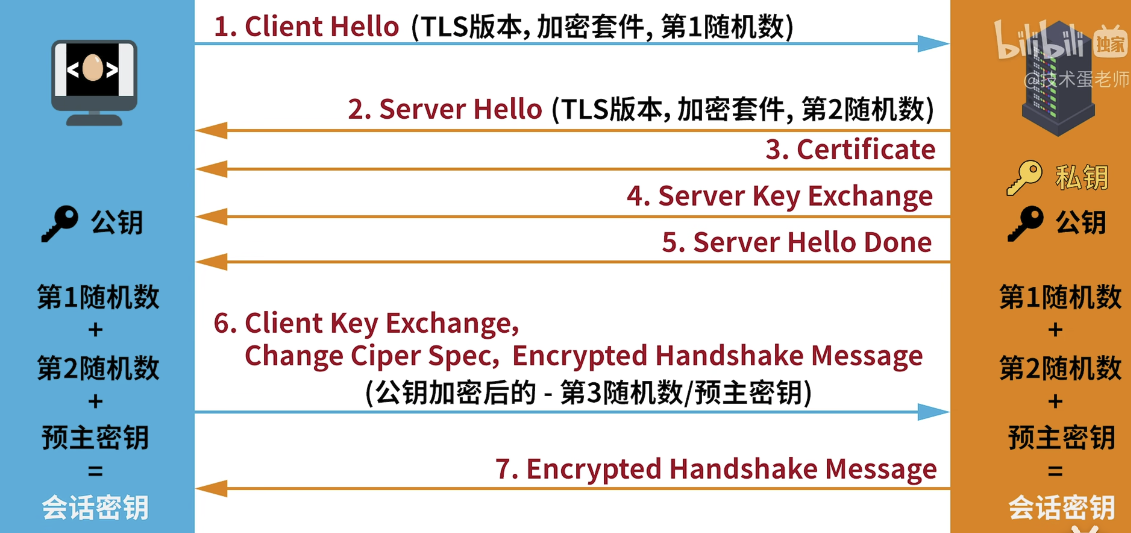 1. Client Hello (TLS版本, 加密套件, 第1随机数)
bilibili 独家
@技术蛋老师
2. Server Hello (TLS版本, 加密套件, 第2随机数)
3. Certificate
私钥
4. Server Key Exchange
公钥
公钥
5. Server Hello Done
第1随机数
+
第2随机数
+
预主密钥
=
会话密钥
6. Client Key Exchange,
Change Ciper Spec, Encrypted Handshake Message
(公钥加密后的 - 第3随机数/预主密钥)
7. Encrypted Handshake Message
第1随机数
+
第2随机数
+
预主密钥
=
会话密钥